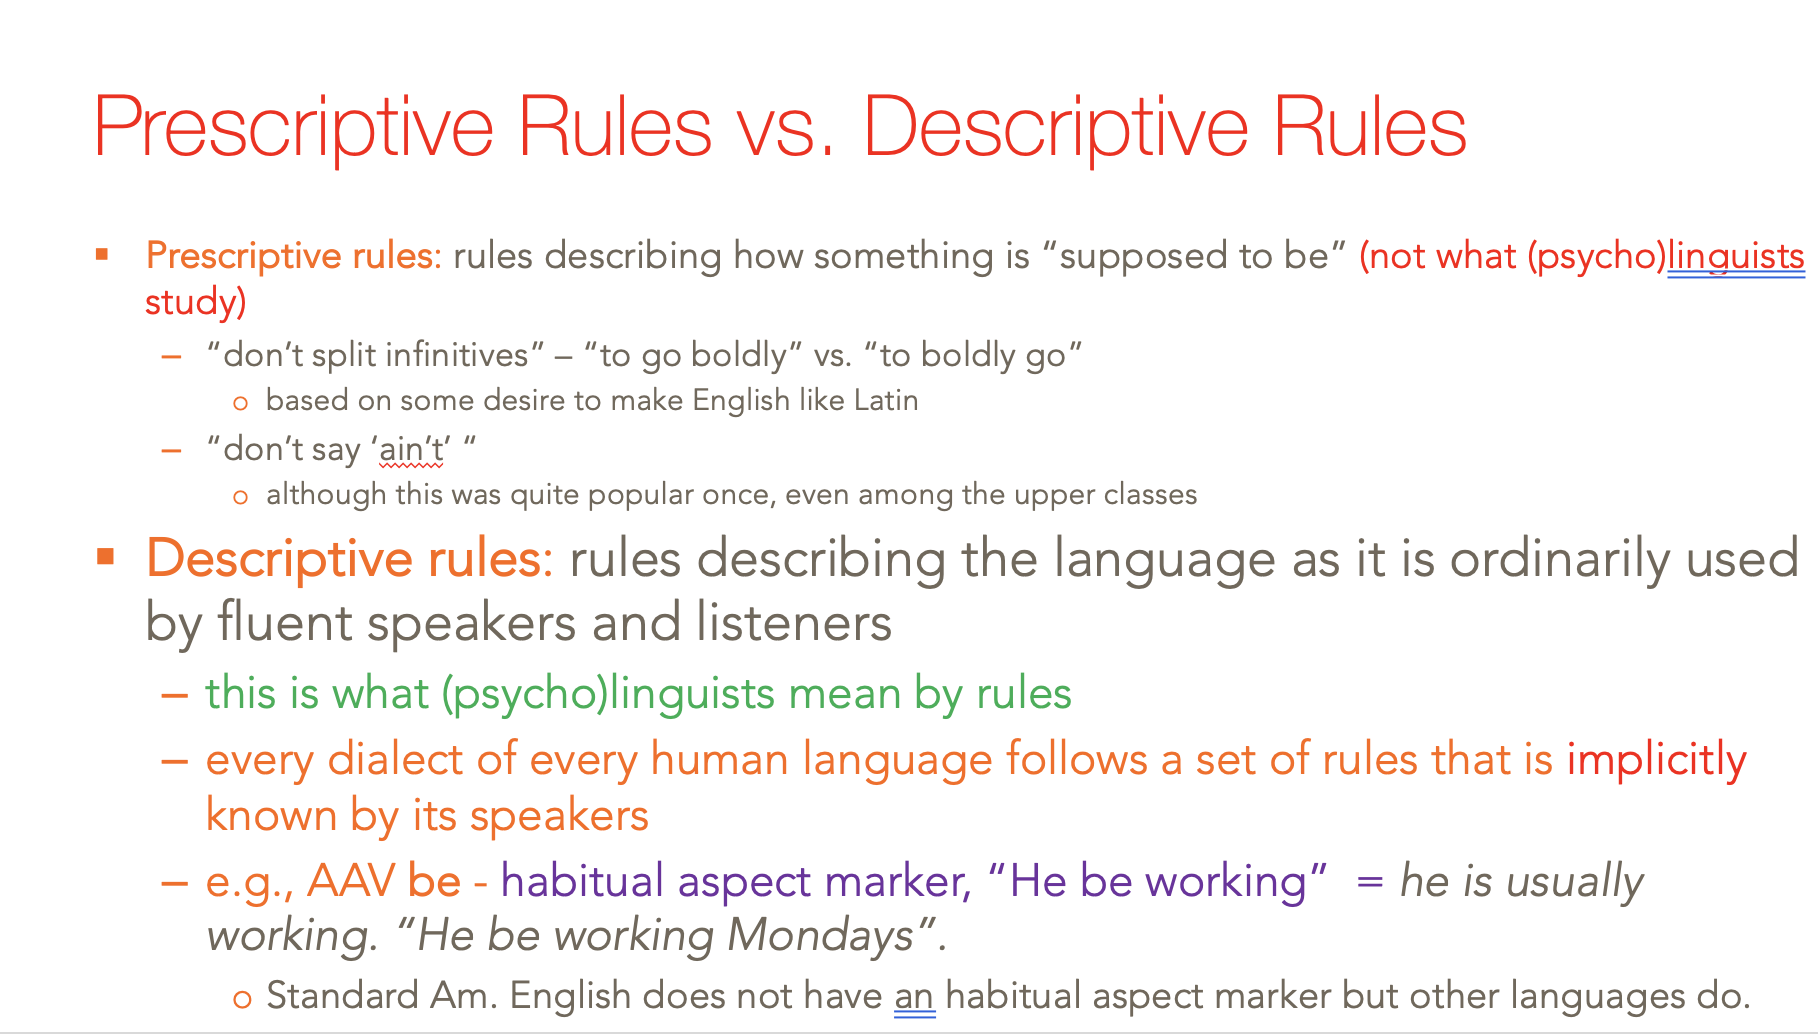 Prescriptive Rules vs. Descriptive Rules
▪ Prescriptive rules: rules describing how something is “supposed to be” (not what (psycho)linguists
study)
– “don’t split infinitives” – “to go boldly” vs. “to boldly go”
o based on some desire to make English like Latin
– “don’t say ‘ain’t’ “
o although this was quite popular once, even among the upper classes
▪ Descriptive rules: rules describing the language as it is ordinarily used
by fluent speakers and listeners
– this is what (psycho)linguists mean by rules
– every dialect of every human language follows a set of rules that is implicitly
known by its speakers
– e.g., AAV be - habitual aspect marker, “He be working” = he is usually
working. “He be working Mondays”.
o Standard Am. English does not have an habitual aspect marker but other languages do.